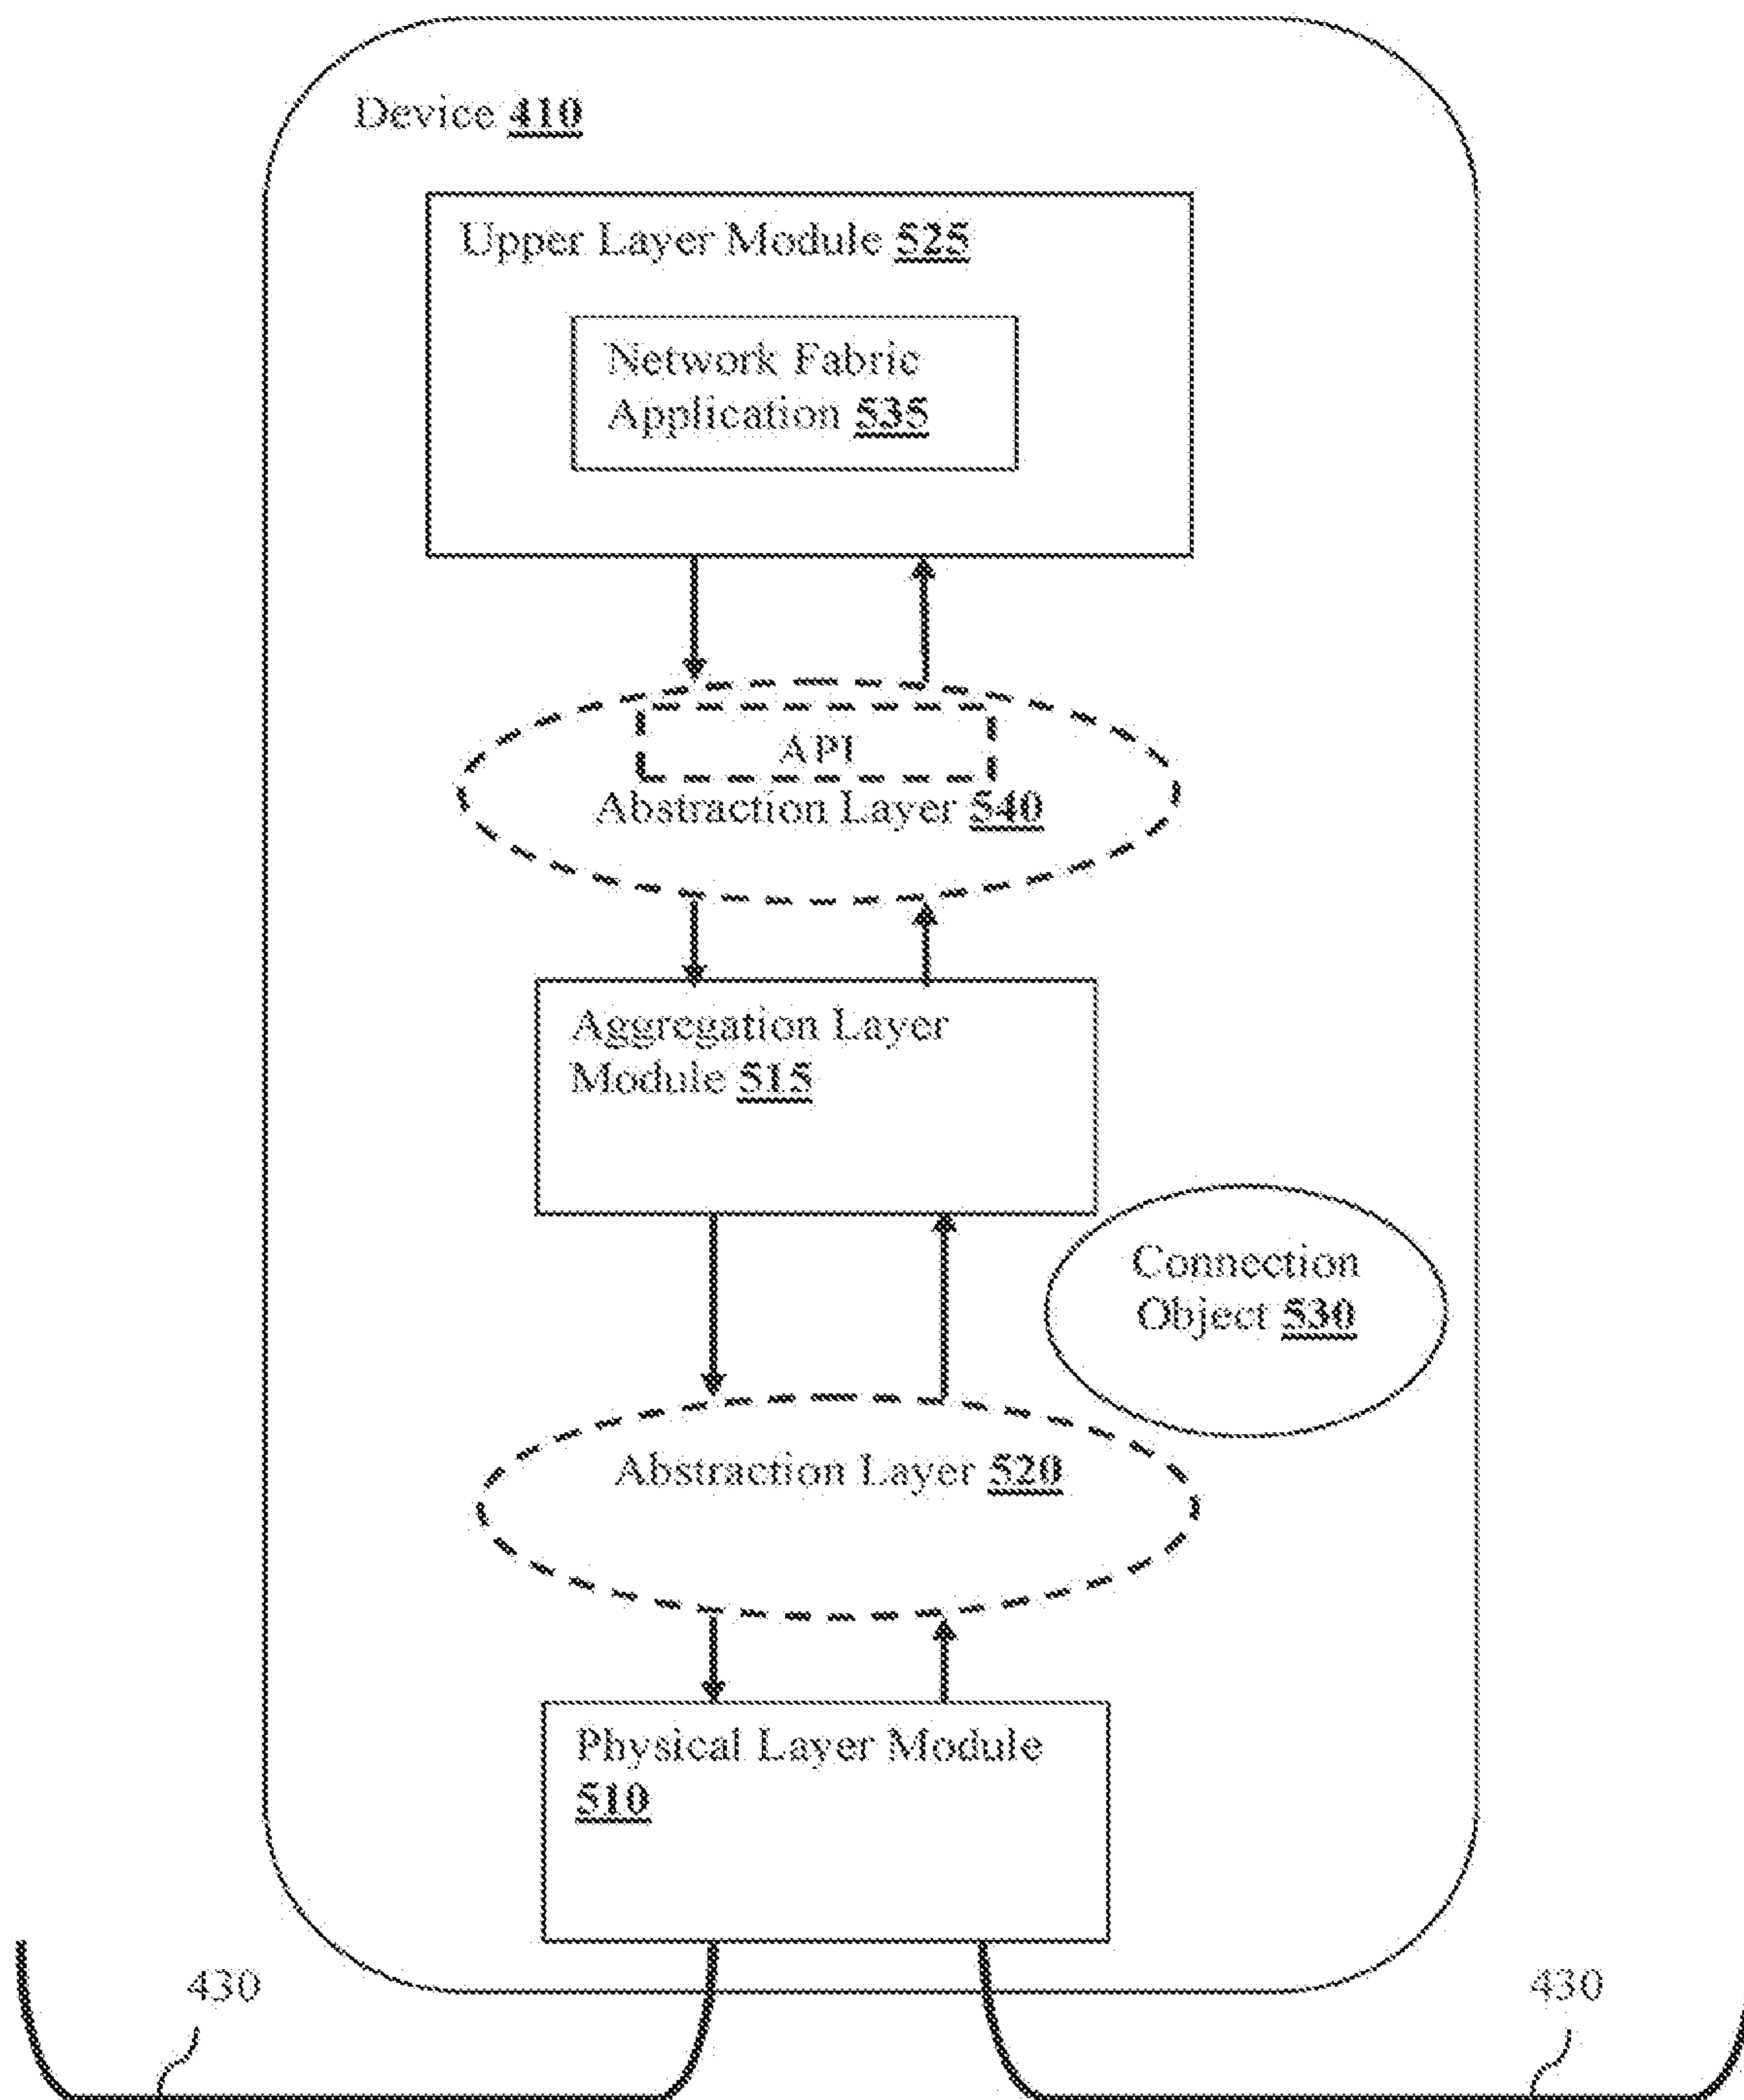 Device 410
Upper Layer Module 525
Network Fabric
Application 535
API
Abstraction Layer 540
Aggregation Layer
Module 515
Connection
Object 530
Abstraction Layer 520
Physical Layer Module
510
430
430